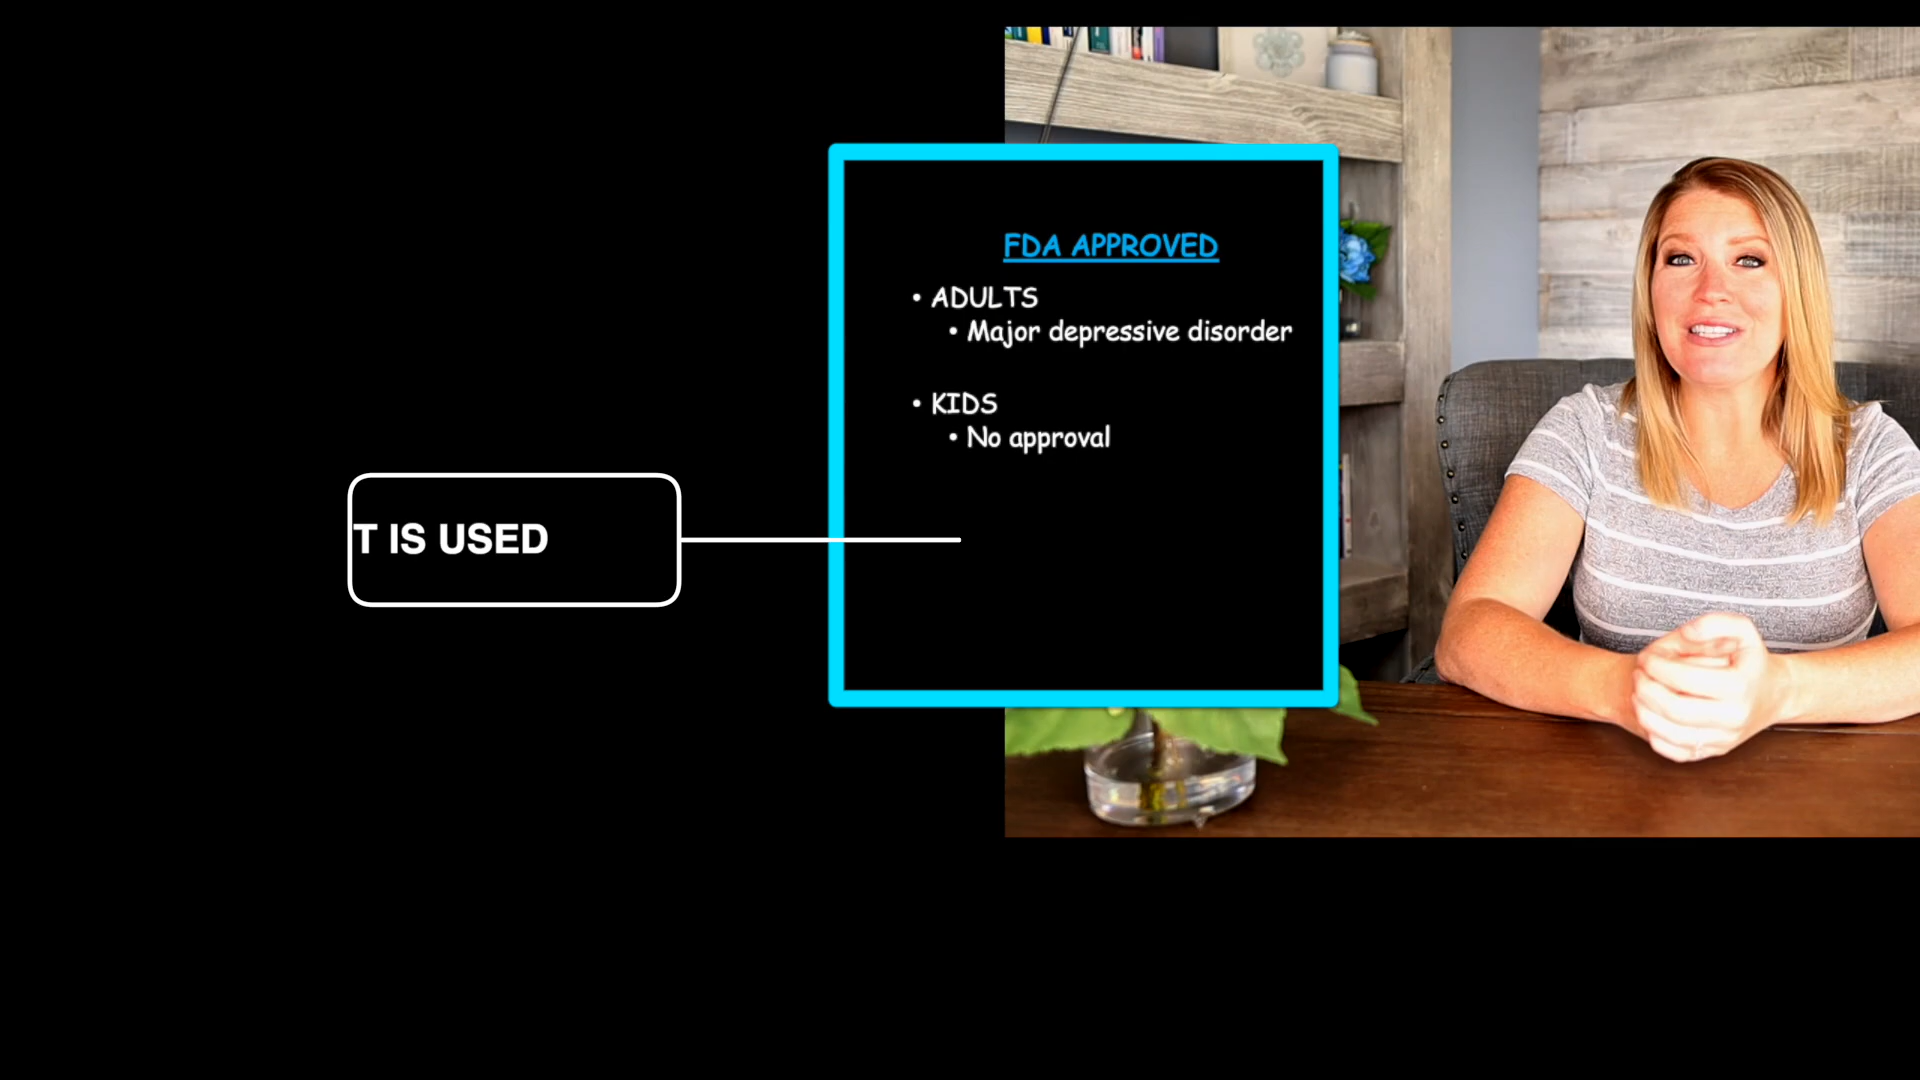 FDA APPROVED
• ADULTS
• Major depressive disorder
• KIDS
• No approval
T IS USED